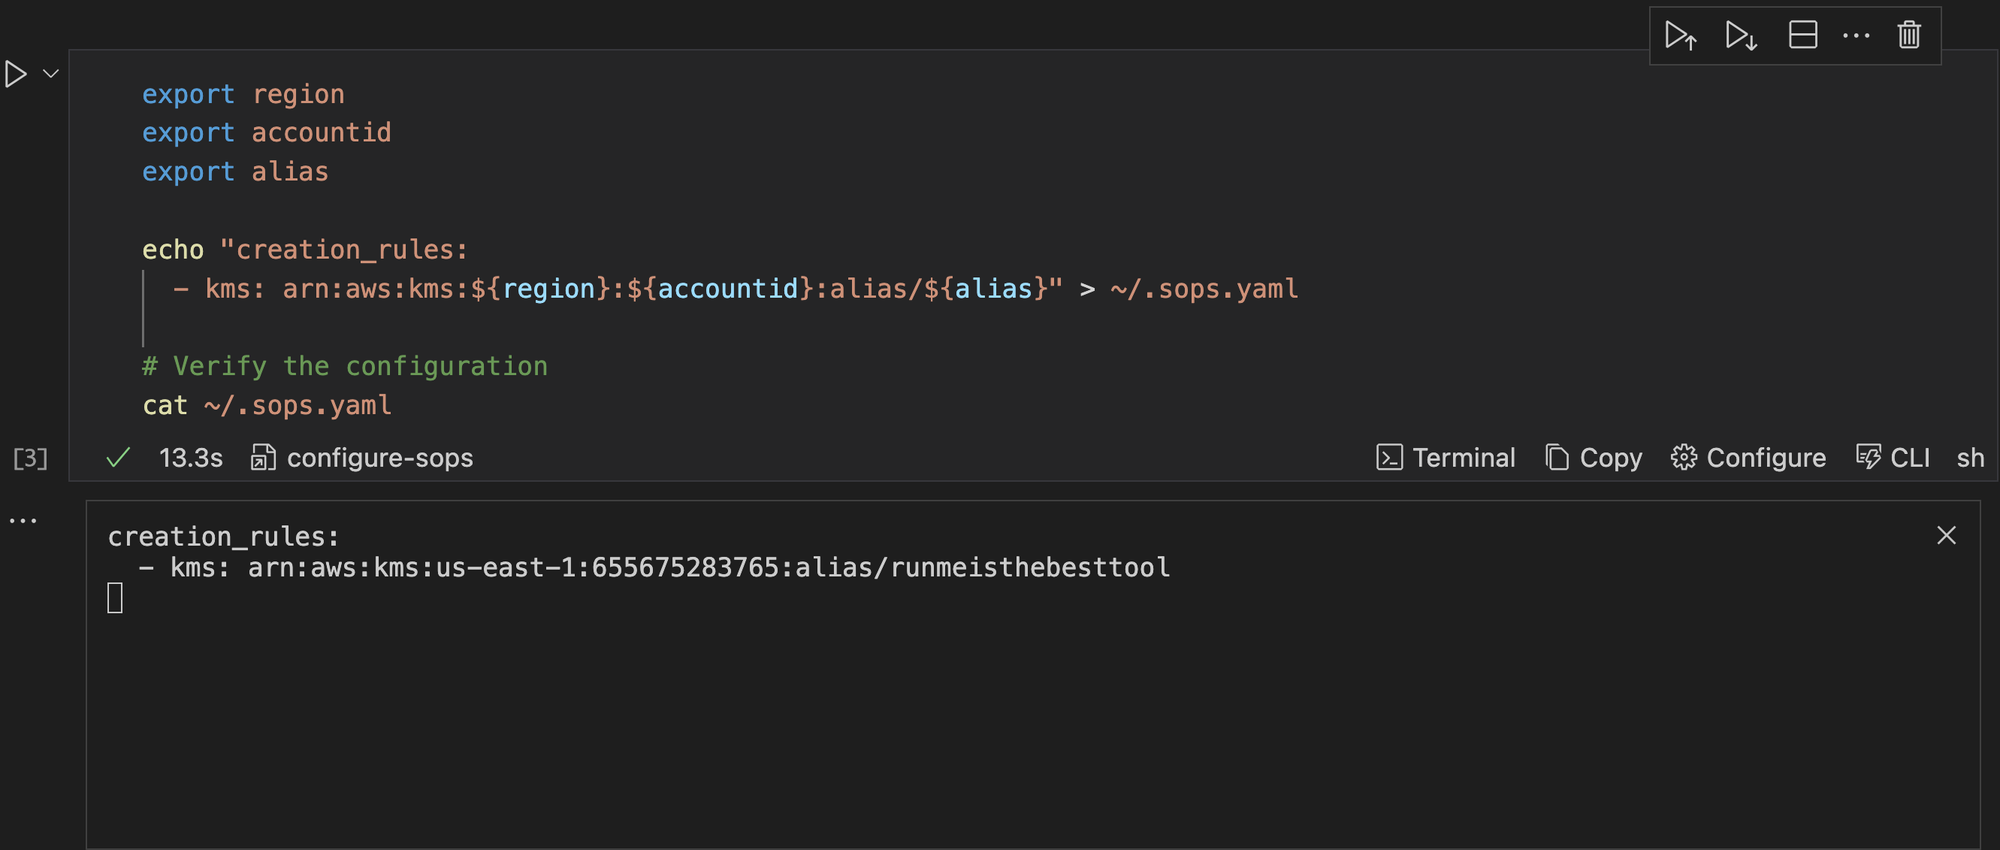 export region
export accountid
export alias
echo "creation_rules:
  - kms: arn:aws:kms:${region}:${accountid}:alias/${alias}" > ~/.sops.yaml
# Verify the configuration
cat ~/.sops.yaml
[3] 13.3s configure-sops Terminal Copy Configure CLI sh
creation_rules:
  - kms: arn:aws:kms:us-east-1:655675283765:alias/runmeisthebesttool